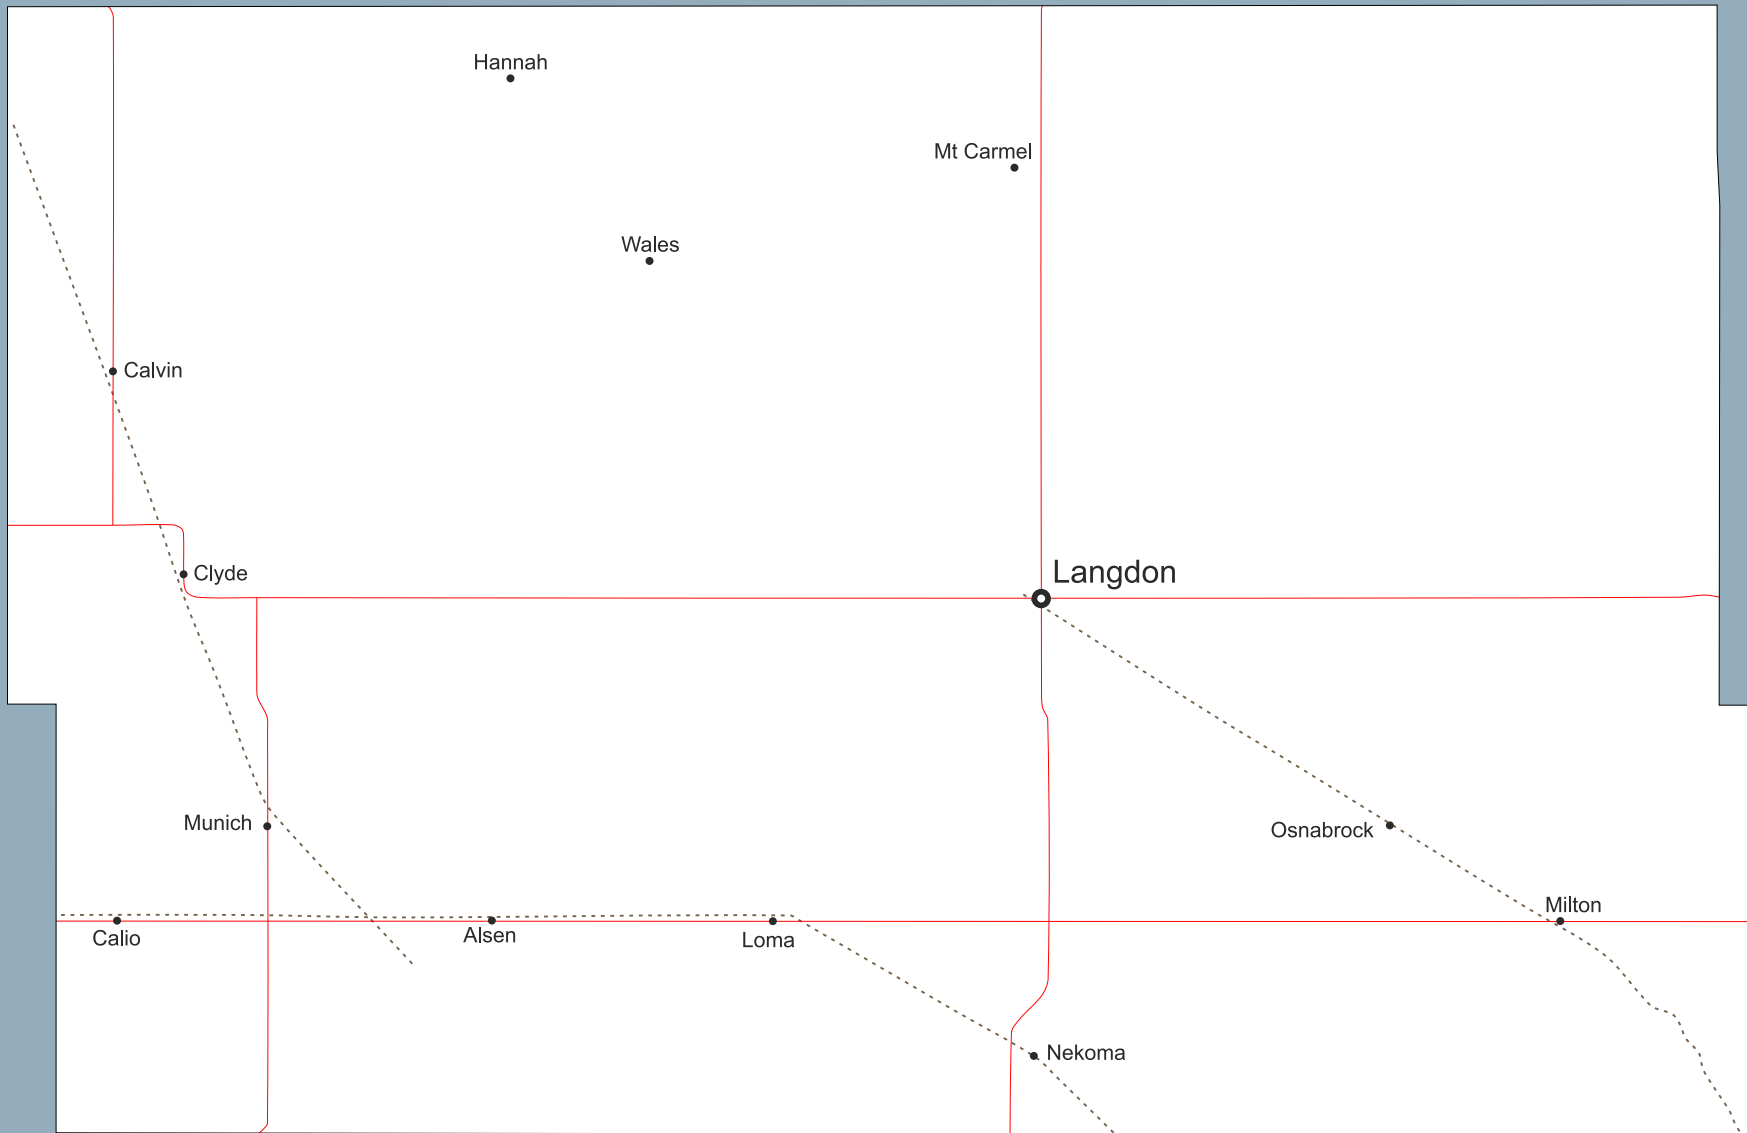 Hannah
Mt Carmel
Wales
Calvin
Clyde
Langdon
Munich
Osnabrock
Milton
Calio
Alsen
Loma
Nekoma